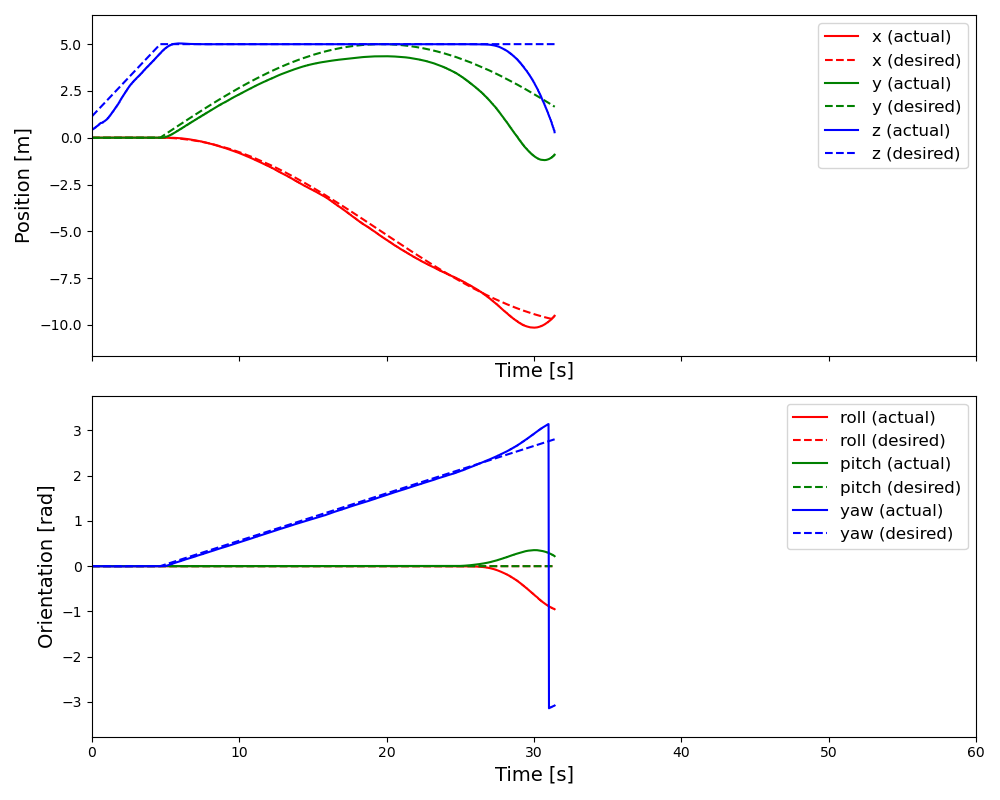 5.0
2.5
0.0
−2.5
−5.0
−7.5
−10.0
Position [m]
x (actual)
x (desired)
y (actual)
y (desired)
z (actual)
z (desired)
Time [s]
3
2
1
0
−1
−2
−3
Orientation [rad]
roll (actual)
roll (desired)
pitch (actual)
pitch (desired)
yaw (actual)
yaw (desired)
0 10 20 30 40 50 60
Time [s]